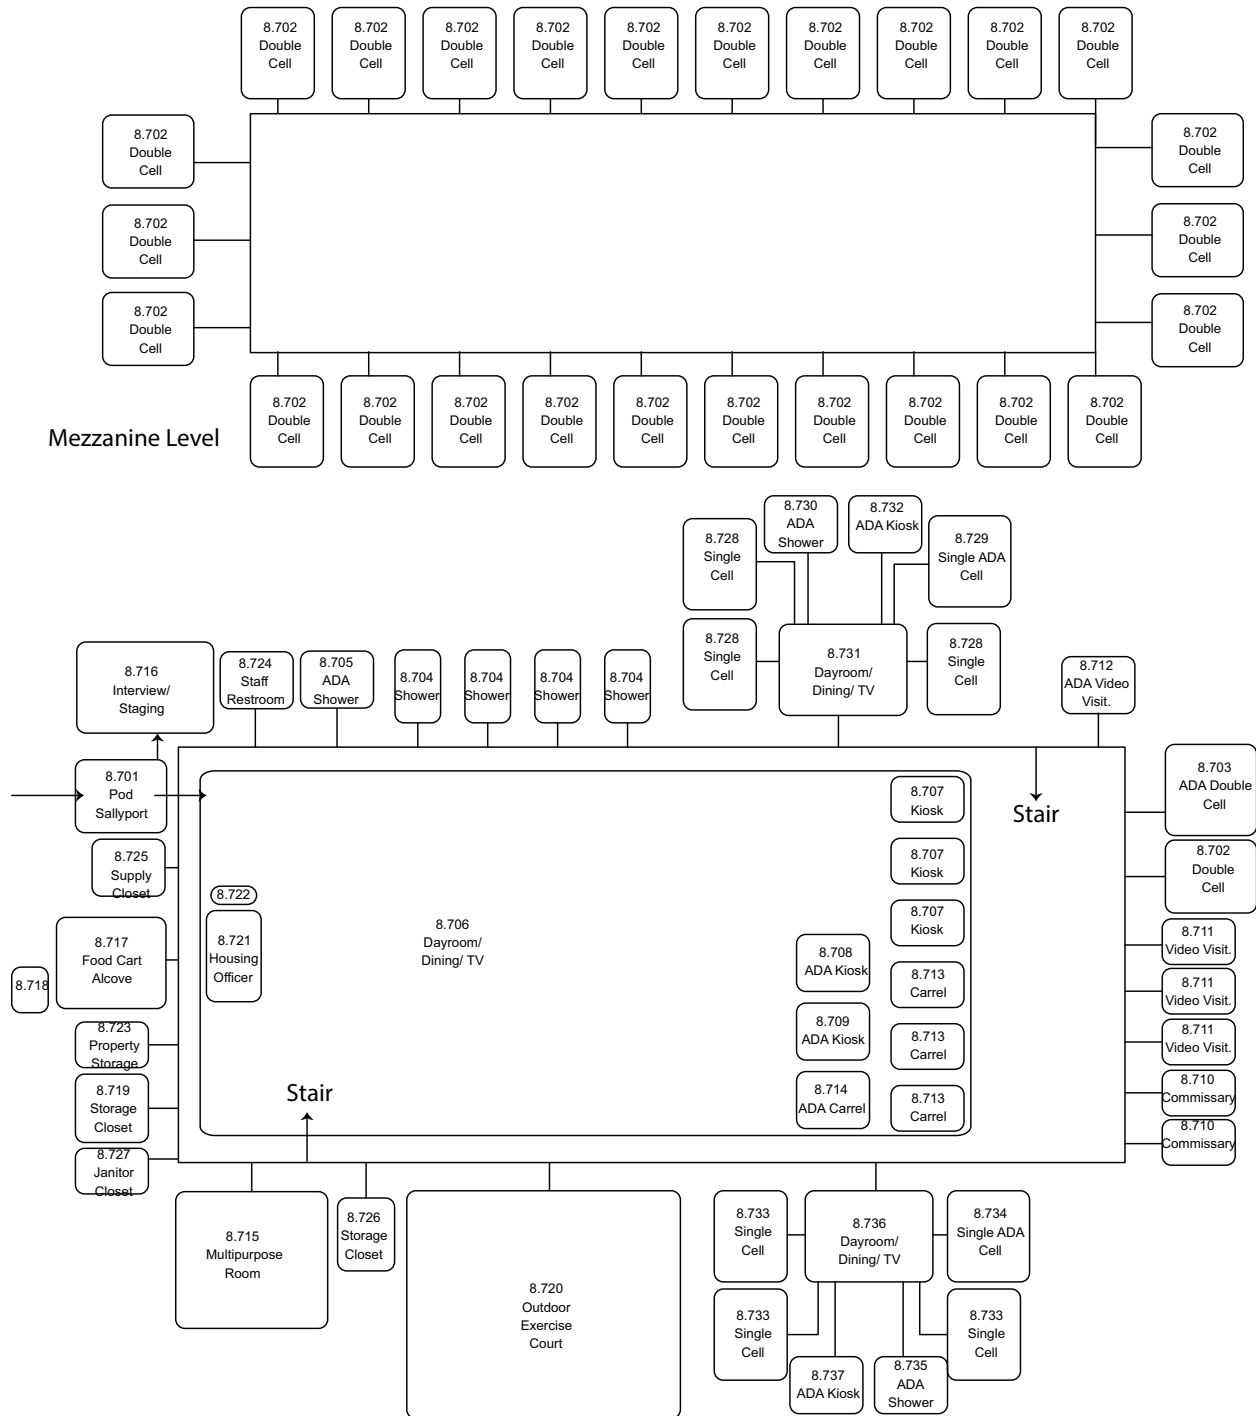 8.702
Double
Cell
8.702
Double
Cell
8.702
Double
Cell
8.702
Double
Cell
8.702
Double
Cell
8.702
Double
Cell
8.702
Double
Cell
8.702
Double
Cell
8.702
Double
Cell
8.702
Double
Cell
8.702
Double
Cell
8.702
Double
Cell
8.702
Double
Cell
8.702
Double
Cell
8.702
Double
Cell
8.702
Double
Cell
8.702
Double
Cell
8.702
Double
Cell
8.702
Double
Cell
8.702
Double
Cell
8.702
Double
Cell
8.702
Double
Cell
8.702
Double
Cell
8.702
Double
Cell
8.702
Double
Cell
8.702
Double
Cell
Mezzanine Level
8.728
Single
Cell
8.730
ADA
Shower
8.732
ADA Kiosk
8.729
Single ADA
Cell
8.728
Single
Cell
8.731
Dayroom/
Dining/ TV
8.728
Single
Cell
8.712
ADA Video
Visit.
8.716
Interview/
Staging
8.724
Staff
Restroom
8.705
ADA
Shower
8.704
Shower
8.704
Shower
8.704
Shower
8.704
Shower
8.701
Pod
Sallyport
8.725
Supply
Closet
8.717
Food Cart
Alcove
8.718
8.723
Property
Storage
8.719
Storage
Closet
8.727
Janitor
Closet
8.722
8.721
Housing
Officer
8.706
Dayroom/
Dining/ TV
8.707
Kiosk
8.707
Kiosk
8.707
Kiosk
8.708
ADA Kiosk
8.709
ADA Kiosk
8.714
ADA Carrel
8.713
Carrel
8.713
Carrel
8.713
Carrel
Stair
Stair
8.703
ADA Double
Cell
8.702
Double
Cell
8.711
Video Visit.
8.711
Video Visit.
8.711
Video Visit.
8.710
Commissary
8.710
Commissary
8.715
Multipurpose
Room
8.726
Storage
Closet
8.720
Outdoor
Exercise
Court
8.733
Single
Cell
8.736
Dayroom/
Dining/ TV
8.734
Single ADA
Cell
8.733
Single
Cell
8.737
ADA Kiosk
8.735
ADA
Shower
8.733
Single
Cell